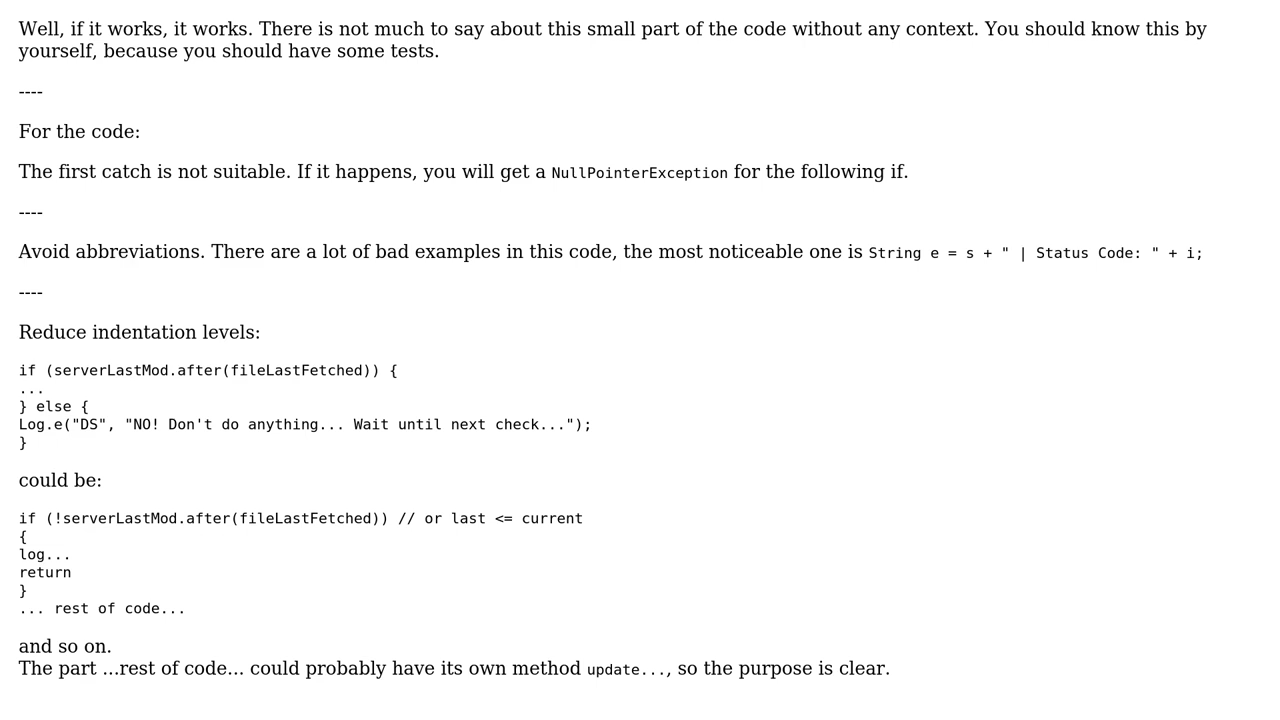 Well, if it works, it works. There is not much to say about this small part of the code without any context. You should know this by
yourself, because you should have some tests.
----
For the code:
The first catch is not suitable. If it happens, you will get a NullPointerException for the following if.
----
Avoid abbreviations. There are a lot of bad examples in this code, the most noticeable one is String e = s + " | Status Code: " + i;
----
Reduce indentation levels:
if (serverLastMod.after(fileLastFetched)) {
...
} else {
Log.e("DS", "NO! Don't do anything... Wait until next check...");
}
could be:
if (!serverLastMod.after(fileLastFetched)) // or last <= current
{
log...
return
}
... rest of code...
and so on.
The part ...rest of code... could probably have its own method update..., so the purpose is clear.